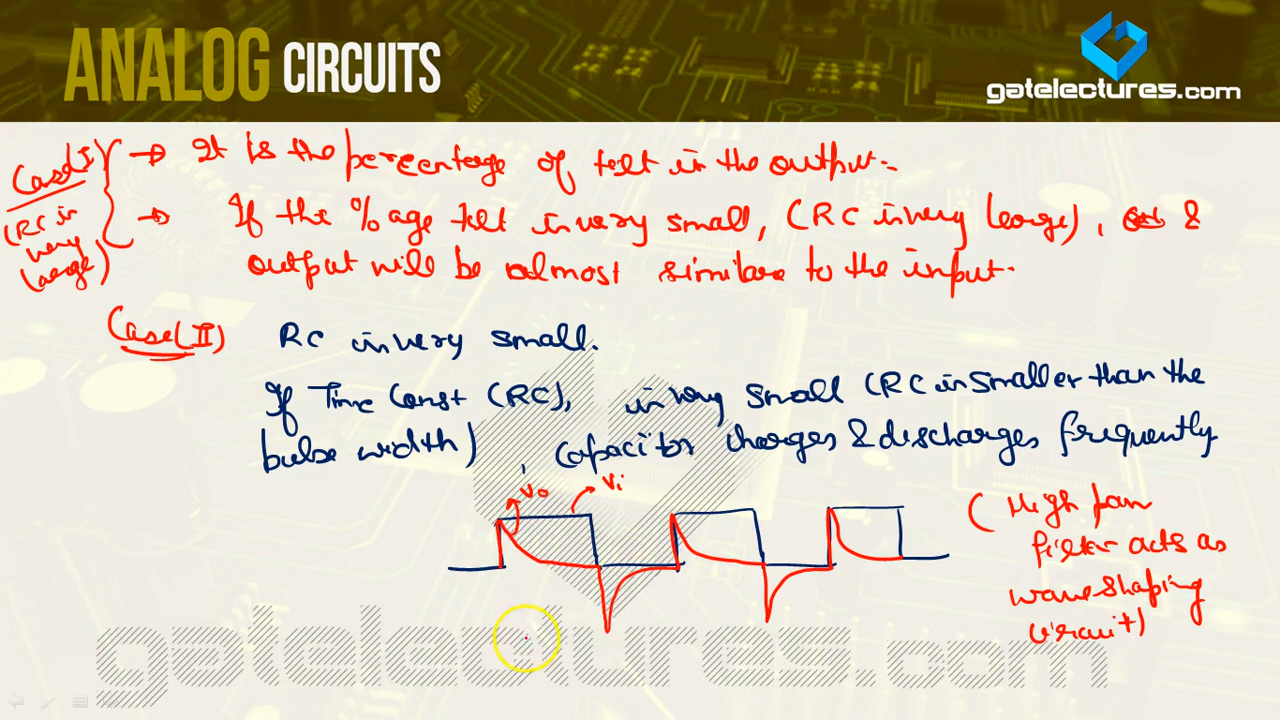 ANALOG CIRCUITS
gatelectures.com
Case(I) → It is the percentage of tilt in the output:-
(RC is very large) → If the %age tilt is very small, (RC is very large), & output will be almost similar to the input.
Case(II) RC is very small.
If Time Const (RC), is very small (RC is smaller than the
pulse width), capacitor charges & discharges frequently
Vo Vi
(High pass
filter acts as
waveshaping
circuit)
gatelectures.com